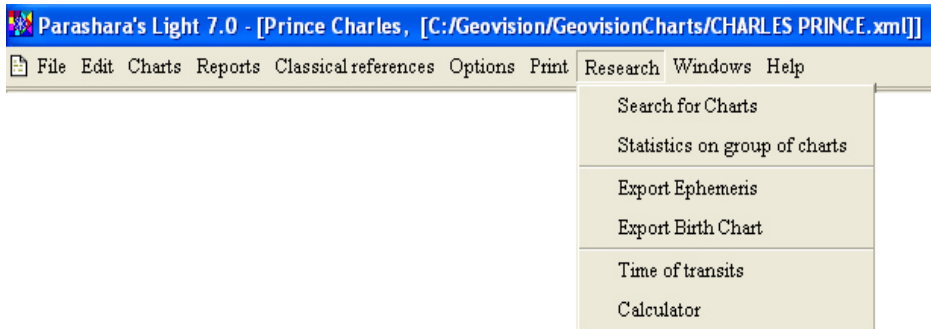 Parashara's Light 7.0 - [Prince Charles, [C:/Geovision/GeovisionCharts/CHARLES PRINCE.xml]]
File Edit Charts Reports Classical references Options Print Research Windows Help
Search for Charts
Statistics on group of charts
Export Ephemeris
Export Birth Chart
Time of transits
Calculator